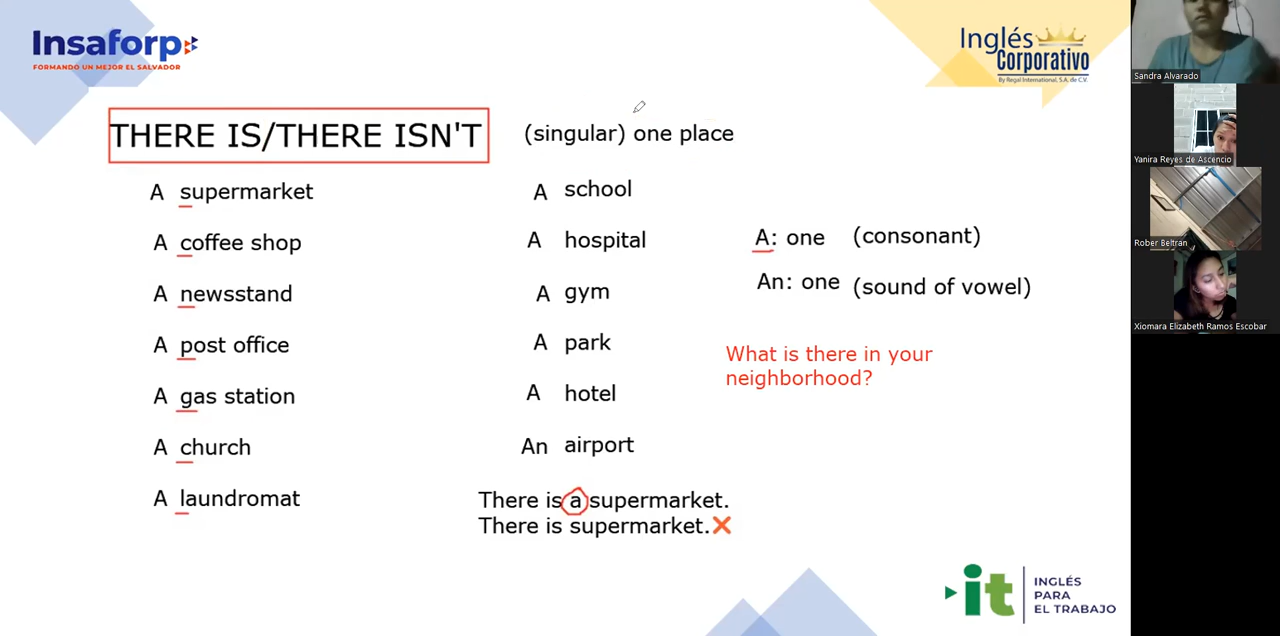 Insaforp
FORMANDO UN MEJOR EL SALVADOR
Inglés
Corporativo
By Regal International, S.A. de C.V.
THERE IS/THERE ISN'T
(singular) one place
A supermarket
A coffee shop
A newsstand
A post office
A gas station
A church
A laundromat
A school
A hospital
A gym
A park
A hotel
An airport
There is a supermarket.
There is supermarket.
A: one (consonant)
An: one (sound of vowel)
What is there in your
neighborhood?
it
INGLÉS
PARA
EL TRABAJO
Sandra Alvarado
Yanira Reyes de Ascencio
Rober Beltran
Xiomara Elizabeth Ramos Escobar